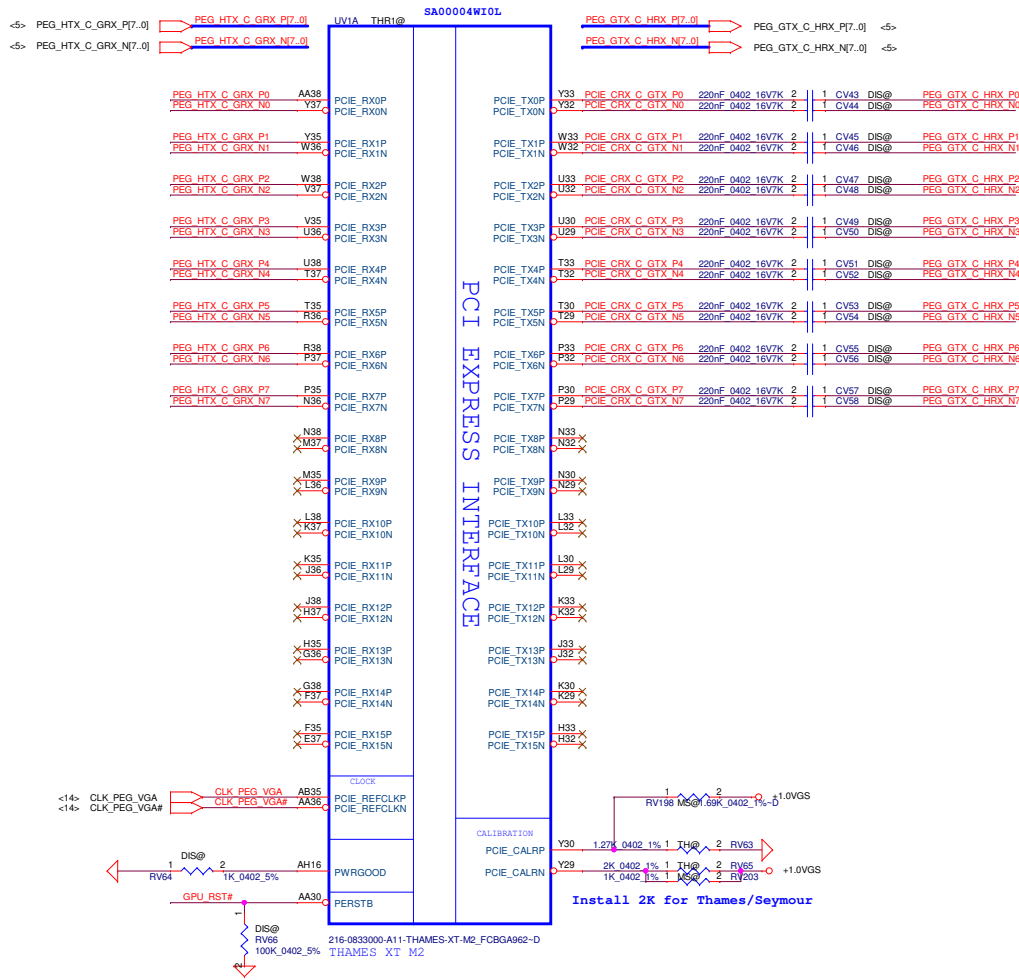 SA00004WI0L
UV1A THR1@
<5> PEG_HTX_C_GRX_P[7..0] PEG_HTX_C_GRX_P[7..0] PEG_GTX_C_HRX_P[7..0] PEG_GTX_C_HRX_P[7..0] <5>
<5> PEG_HTX_C_GRX_N[7..0] PEG_HTX_C_GRX_N[7..0] PEG_GTX_C_HRX_N[7..0] PEG_GTX_C_HRX_N[7..0] <5>
PEG_HTX_C_GRX_P0 AA38 PCIE_RX0P PCIE_TX0P Y33 PCIE_CRX_C_GTX_P0 220nF_0402_16V7K 2 1 CV43 DIS@ PEG_GTX_C_HRX_P0
PEG_HTX_C_GRX_N0 Y37 PCIE_RX0N PCIE_TX0N Y32 PCIE_CRX_C_GTX_N0 220nF_0402_16V7K 2 1 CV44 DIS@ PEG_GTX_C_HRX_N0
PEG_HTX_C_GRX_P1 Y35 PCIE_RX1P PCIE_TX1P W33 PCIE_CRX_C_GTX_P1 220nF_0402_16V7K 2 1 CV45 DIS@ PEG_GTX_C_HRX_P1
PEG_HTX_C_GRX_N1 W36 PCIE_RX1N PCIE_TX1N W32 PCIE_CRX_C_GTX_N1 220nF_0402_16V7K 2 1 CV46 DIS@ PEG_GTX_C_HRX_N1
PEG_HTX_C_GRX_P2 W38 PCIE_RX2P PCIE_TX2P U33 PCIE_CRX_C_GTX_P2 220nF_0402_16V7K 2 1 CV47 DIS@ PEG_GTX_C_HRX_P2
PEG_HTX_C_GRX_N2 V37 PCIE_RX2N PCIE_TX2N U32 PCIE_CRX_C_GTX_N2 220nF_0402_16V7K 2 1 CV48 DIS@ PEG_GTX_C_HRX_N2
PEG_HTX_C_GRX_P3 V35 PCIE_RX3P PCIE_TX3P U30 PCIE_CRX_C_GTX_P3 220nF_0402_16V7K 2 1 CV49 DIS@ PEG_GTX_C_HRX_P3
PEG_HTX_C_GRX_N3 U36 PCIE_RX3N PCIE_TX3N U29 PCIE_CRX_C_GTX_N3 220nF_0402_16V7K 2 1 CV50 DIS@ PEG_GTX_C_HRX_N3
PEG_HTX_C_GRX_P4 U38 PCIE_RX4P PCIE_TX4P T33 PCIE_CRX_C_GTX_P4 220nF_0402_16V7K 2 1 CV51 DIS@ PEG_GTX_C_HRX_P4
PEG_HTX_C_GRX_N4 T37 PCIE_RX4N PCIE_TX4N T32 PCIE_CRX_C_GTX_N4 220nF_0402_16V7K 2 1 CV52 DIS@ PEG_GTX_C_HRX_N4
PEG_HTX_C_GRX_P5 T35 PCIE_RX5P PCIE_TX5P T30 PCIE_CRX_C_GTX_P5 220nF_0402_16V7K 2 1 CV53 DIS@ PEG_GTX_C_HRX_P5
PEG_HTX_C_GRX_N5 R36 PCIE_RX5N PCIE_TX5N T29 PCIE_CRX_C_GTX_N5 220nF_0402_16V7K 2 1 CV54 DIS@ PEG_GTX_C_HRX_N5
PEG_HTX_C_GRX_P6 R38 PCIE_RX6P PCIE_TX6P P33 PCIE_CRX_C_GTX_P6 220nF_0402_16V7K 2 1 CV55 DIS@ PEG_GTX_C_HRX_P6
PEG_HTX_C_GRX_N6 P37 PCIE_RX6N PCIE_TX6N P32 PCIE_CRX_C_GTX_N6 220nF_0402_16V7K 2 1 CV56 DIS@ PEG_GTX_C_HRX_N6
PEG_HTX_C_GRX_P7 P35 PCIE_RX7P PCIE_TX7P P30 PCIE_CRX_C_GTX_P7 220nF_0402_16V7K 2 1 CV57 DIS@ PEG_GTX_C_HRX_P7
PEG_HTX_C_GRX_N7 N36 PCIE_RX7N PCIE_TX7N P29 PCIE_CRX_C_GTX_N7 220nF_0402_16V7K 2 1 CV58 DIS@ PEG_GTX_C_HRX_N7
PCI EXPRESS INTERFACE
N38 PCIE_RX8P PCIE_TX8P N33
M37 PCIE_RX8N PCIE_TX8N N32
M35 PCIE_RX9P PCIE_TX9P N30
L36 PCIE_RX9N PCIE_TX9N N29
L38 PCIE_RX10P PCIE_TX10P L33
K37 PCIE_RX10N PCIE_TX10N L32
K35 PCIE_RX11P PCIE_TX11P L30
J36 PCIE_RX11N PCIE_TX11N L29
J38 PCIE_RX12P PCIE_TX12P K33
H37 PCIE_RX12N PCIE_TX12N K32
H35 PCIE_RX13P PCIE_TX13P J33
G36 PCIE_RX13N PCIE_TX13N J32
G38 PCIE_RX14P PCIE_TX14P K30
F37 PCIE_RX14N PCIE_TX14N K29
F35 PCIE_RX15P PCIE_TX15P H33
E37 PCIE_RX15N PCIE_TX15N H32
CLOCK
<14> CLK_PEG_VGA CLK_PEG_VGA AB35 PCIE_REFCLKP
<14> CLK_PEG_VGA# CLK_PEG_VGA# AA36 PCIE_REFCLKN
1 2 +1.0VGS
RV198 MS@1.69K_0402_1%~D
CALIBRATION
PCIE_CALRP Y30 1.27K_0402_1% 1 TH@ 2 RV63
PCIE_CALRN Y29 2K_0402_1% 1 TH@ 2 RV65 +1.0VGS
1K_0402_1% 1 MS@ 2 RV203
Install 2K for Thames/Seymour
DIS@
1 2 AH16 PWRGOOD
RV64 1K_0402_5%
GPU_RST# AA30 PERSTB
1
DIS@
RV66
100K_0402_5%
2
216-0833000-A11-THAMES-XT-M2_FCBGA962~D
THAMES XT M2